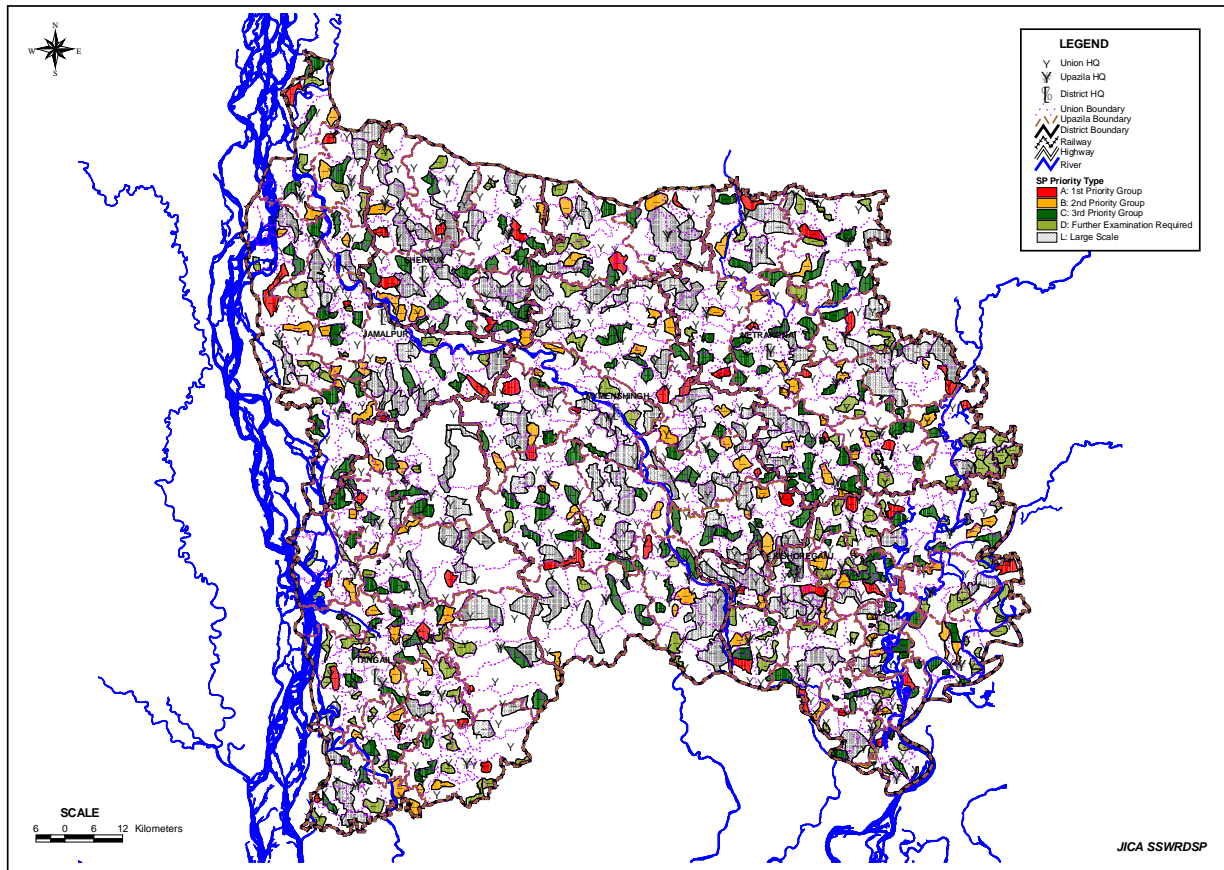 N
W E
S
LEGEND
Union HQ
Upazila HQ
District HQ
Union Boundary
Upazila Boundary
District Boundary
Railway
Highway
River
SP Priority Type
A: 1st Priority Group
B: 2nd Priority Group
C: 3rd Priority Group
D: Further Examination Required
L: Large Scale
SHERPUR
JAMALPUR
MYMENSINGH
KISHOREGANJ
TANGAIL
SCALE
6 0 6 12 Kilometers
JICA SSWRDSP